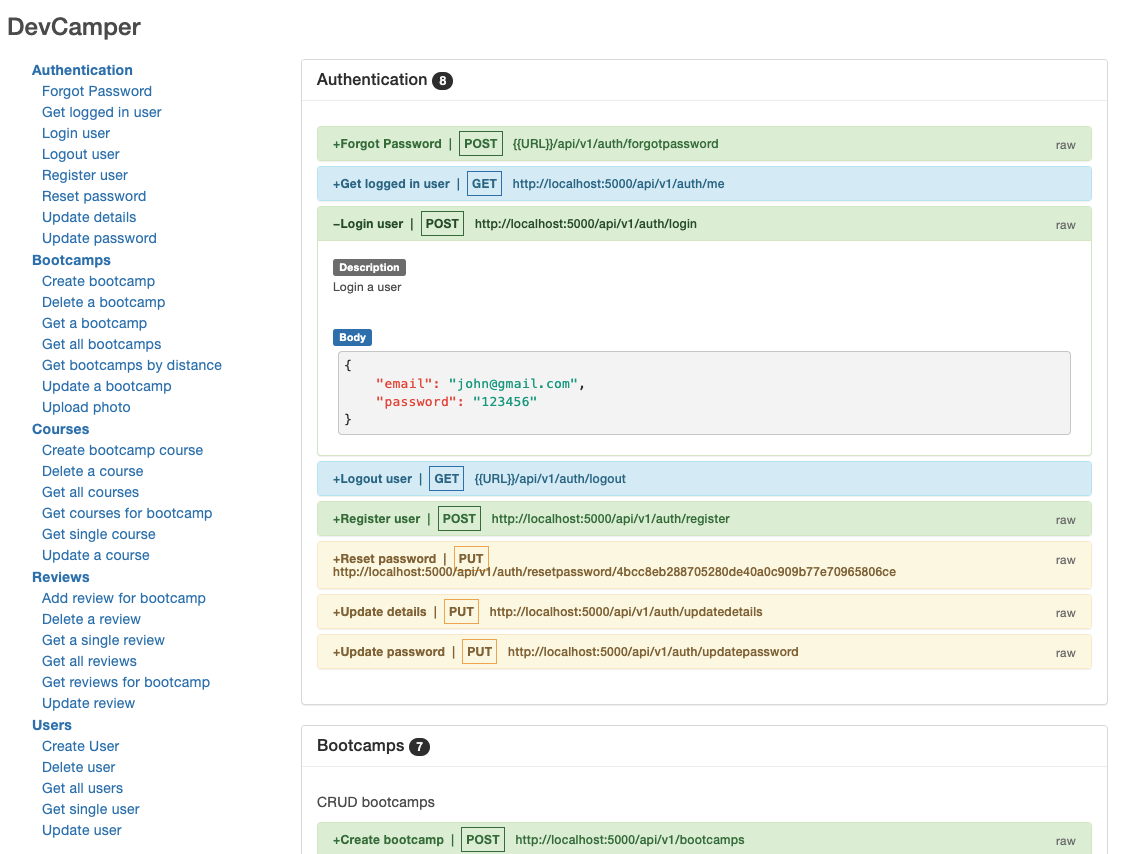 DevCamper
Authentication
Forgot Password
Get logged in user
Login user
Logout user
Register user
Reset password
Update details
Update password
Bootcamps
Create bootcamp
Delete a bootcamp
Get a bootcamp
Get all bootcamps
Get bootcamps by distance
Update a bootcamp
Upload photo
Courses
Create bootcamp course
Delete a course
Get all courses
Get courses for bootcamp
Get single course
Update a course
Reviews
Add review for bootcamp
Delete a review
Get a single review
Get all reviews
Get reviews for bootcamp
Update review
Users
Create User
Delete user
Get all users
Get single user
Update user
Authentication 8
+Forgot Password | POST {{URL}}/api/v1/auth/forgotpassword raw
+Get logged in user | GET http://localhost:5000/api/v1/auth/me
−Login user | POST http://localhost:5000/api/v1/auth/login raw
Description
Login a user
Body
{
"email": "john@gmail.com",
"password": "123456"
}
+Logout user | GET {{URL}}/api/v1/auth/logout
+Register user | POST http://localhost:5000/api/v1/auth/register raw
+Reset password | PUT raw
http://localhost:5000/api/v1/auth/resetpassword/4bcc8eb288705280de40a0c909b77e70965806ce
+Update details | PUT http://localhost:5000/api/v1/auth/updatedetails raw
+Update password | PUT http://localhost:5000/api/v1/auth/updatepassword raw
Bootcamps 7
CRUD bootcamps
+Create bootcamp | POST http://localhost:5000/api/v1/bootcamps raw